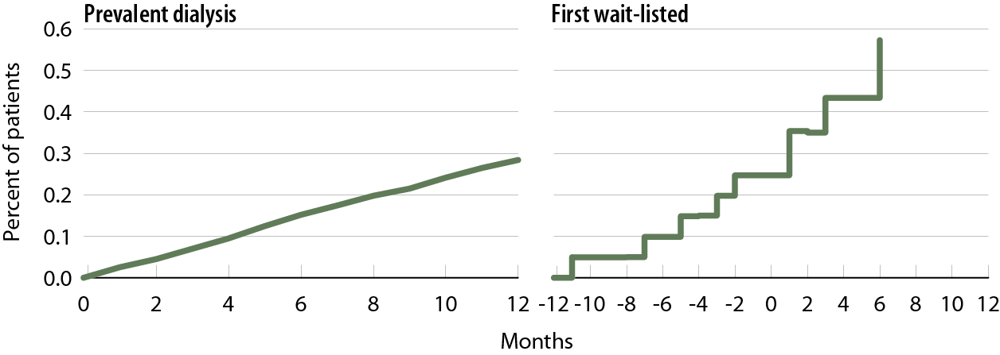 Prevalent dialysis
First wait-listed
Percent of patients
0.6
0.5
0.4
0.3
0.2
0.1
0.0
0 2 4 6 8 10 12
-12 -10 -8 -6 -4 -2 0 2 4 6 8 10 12
Months